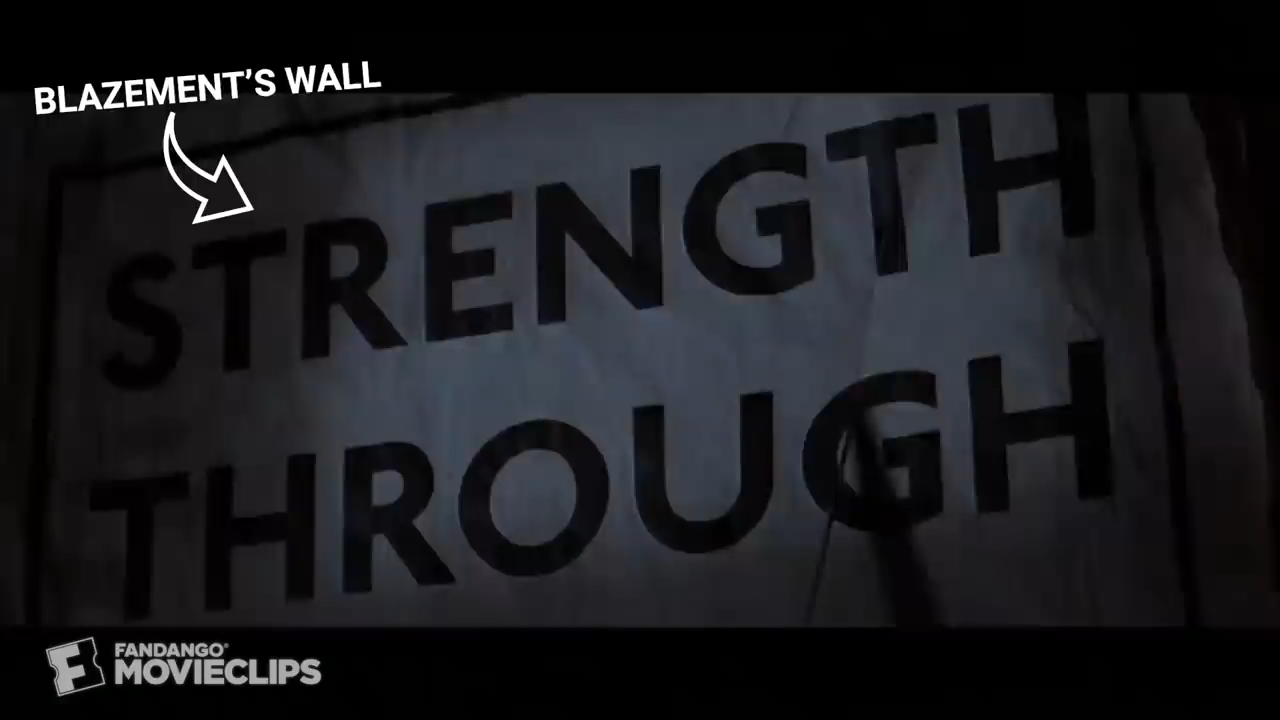 BLAZEMENT'S WALL
STRENGTH
THROUGH
FANDANGO®
MOVIECLIPS